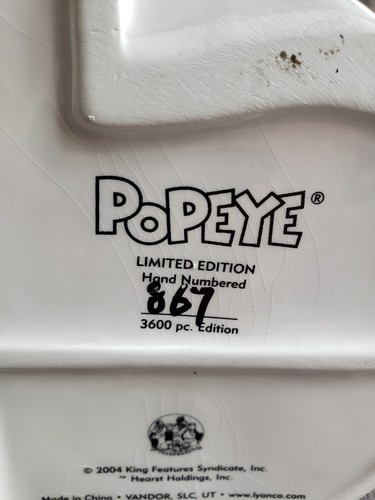 POPEYE®
LIMITED EDITION
Hand Numbered
867
3600 pc. Edition
© 2004 King Features Syndicate, Inc.
™ Hearst Holdings, Inc.
Made in China • VANDOR, SLC, UT • www.lyonco.com